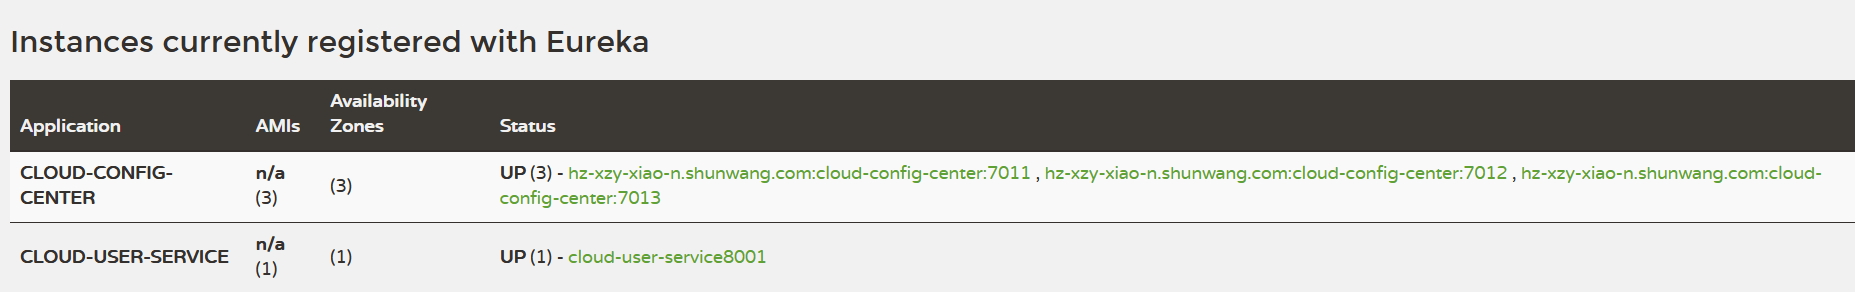 Instances currently registered with Eureka
Application AMIs Availability Zones Status
CLOUD-CONFIG-CENTER n/a (3) (3) UP (3) - hz-xzy-xiao-n.shunwang.com:cloud-config-center:7011 , hz-xzy-xiao-n.shunwang.com:cloud-config-center:7012 , hz-xzy-xiao-n.shunwang.com:cloud-config-center:7013
CLOUD-USER-SERVICE n/a (1) (1) UP (1) - cloud-user-service8001